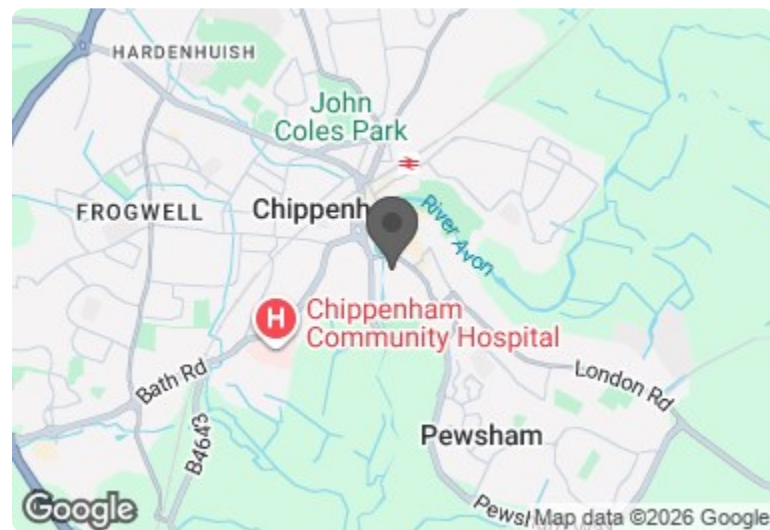 HARDENHUISH
John
Coles Park
FROGWELL
Chippenh
River Avon
H
Chippenham
Community Hospital
Bath Rd
London Rd
B4643
Pewsham
Pewsh
Google
Map data ©2026 Google